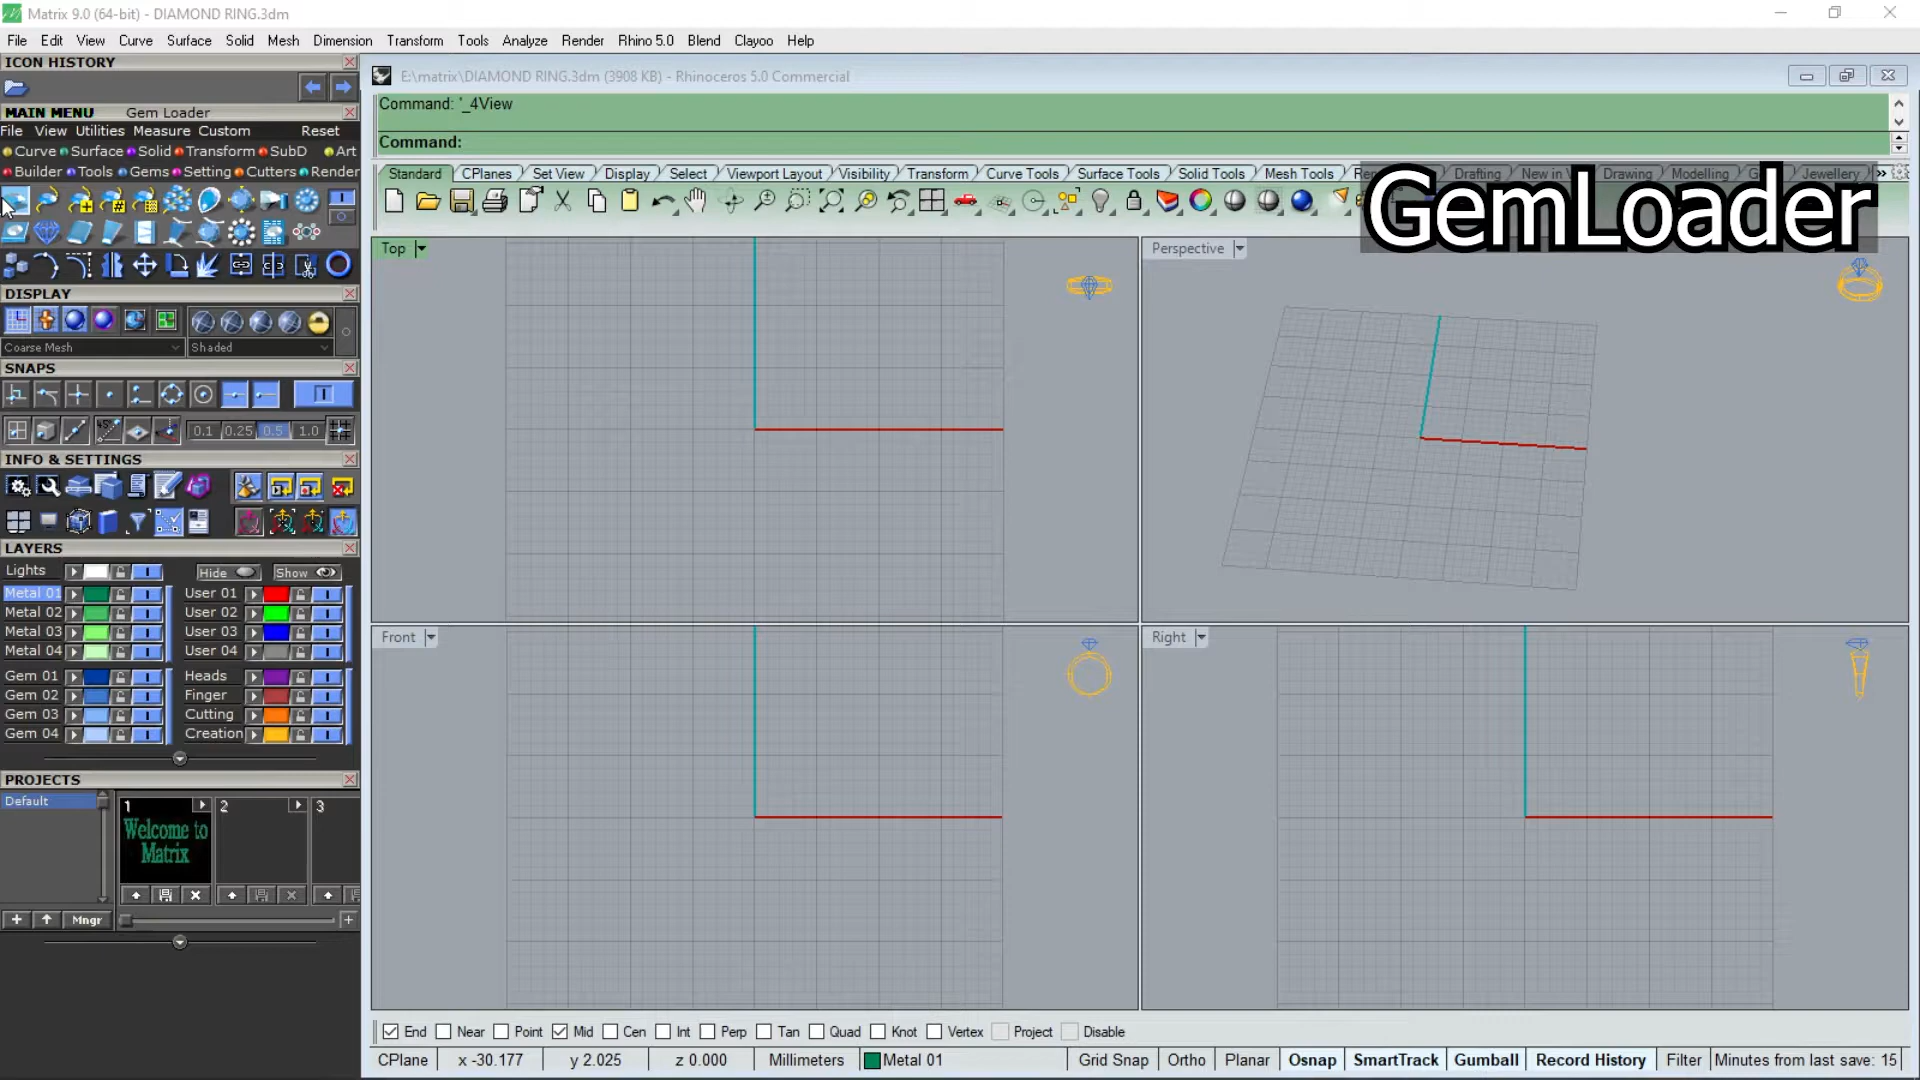 Matrix 9.0 (64-bit) - DIAMOND RING.3dm
File Edit View Curve Surface Solid Mesh Dimension Transform Tools Analyze Render Rhino 5.0 Blend Clayoo Help
ICON HISTORY
E:\matrix\DIAMOND RING.3dm (3908 KB) - Rhinoceros 5.0 Commercial
Command: '_4View
Command:
MAIN MENU Gem Loader
File View Utilities Measure Custom Reset
Curve Surface Solid Transform SubD Art
Builder Tools Gems Setting Cutters Render
Standard CPlanes Set View Display Select Viewport Layout Visibility Transform Curve Tools Surface Tools Solid Tools Mesh Tools Drafting New in Drawing Modelling Jewellery
GemLoader
Top
Perspective
DISPLAY
Coarse Mesh Shaded
SNAPS
45°
0.1 0.25 0.5 1.0
INFO & SETTINGS
LAYERS
Lights Hide Show
Metal 01 User 01
Metal 02 User 02
Metal 03 User 03
Metal 04 User 04
Gem 01 Heads
Gem 02 Finger
Gem 03 Cutting
Gem 04 Creation
Front
Right
PROJECTS
Default
1 2 3
Welcome to
Matrix
Mngr
End Near Point Mid Cen Int Perp Tan Quad Knot Vertex Project Disable
CPlane x -30.177 y 2.025 z 0.000 Millimeters Metal 01 Grid Snap Ortho Planar Osnap SmartTrack Gumball Record History Filter Minutes from last save: 15